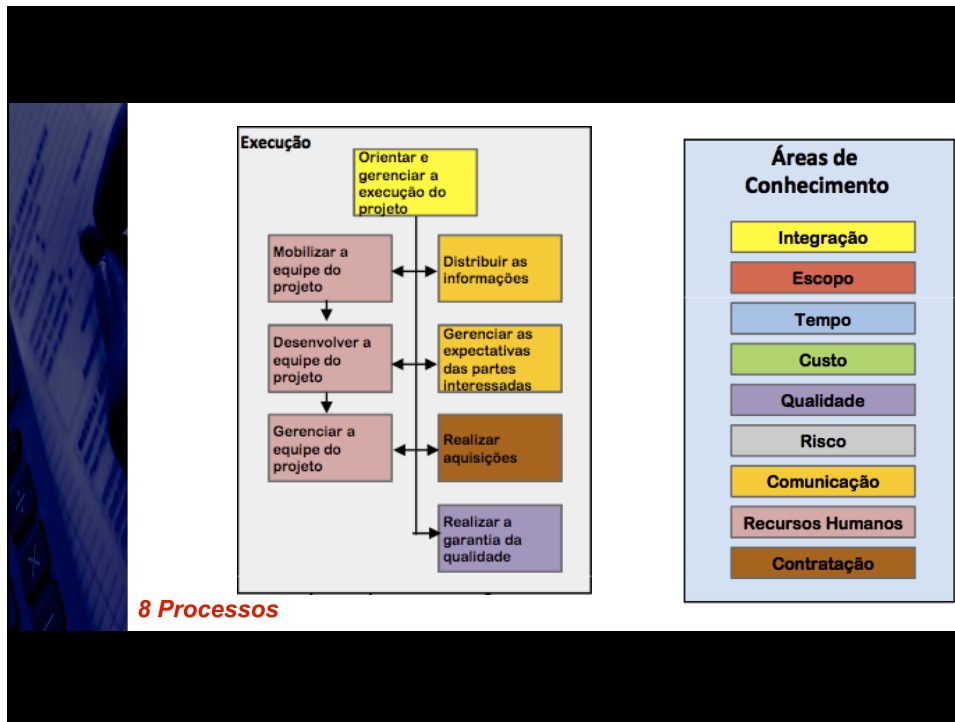 Execução
Orientar e
gerenciar a
execução do
projeto
Mobilizar a
equipe do
projeto
Distribuir as
informações
Desenvolver a
equipe do
projeto
Gerenciar as
expectativas
das partes
interessadas
Gerenciar a
equipe do
projeto
Realizar
aquisições
Realizar a
garantia da
qualidade
8 Processos
Áreas de
Conhecimento
Integração
Escopo
Tempo
Custo
Qualidade
Risco
Comunicação
Recursos Humanos
Contratação